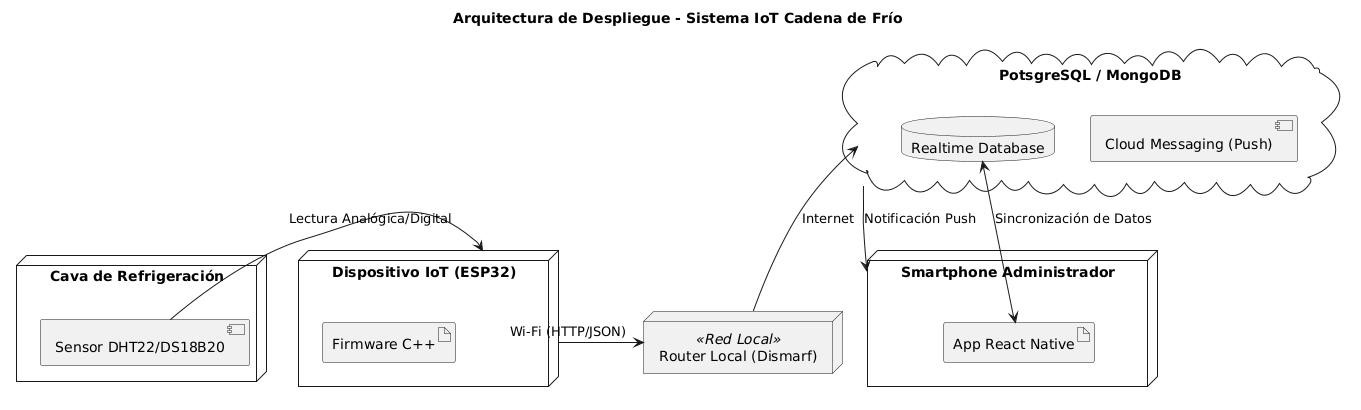 Arquitectura de Despliegue - Sistema IoT Cadena de Frío
PotsgreSQL / MongoDB
Realtime Database
Cloud Messaging (Push)
Lectura Analógica/Digital
Internet
Notificación Push
Sincronización de Datos
Cava de Refrigeración
Dispositivo IoT (ESP32)
Smartphone Administrador
Sensor DHT22/DS18B20
Firmware C++
Wi-Fi (HTTP/JSON)
«Red Local»
Router Local (Dismarf)
App React Native